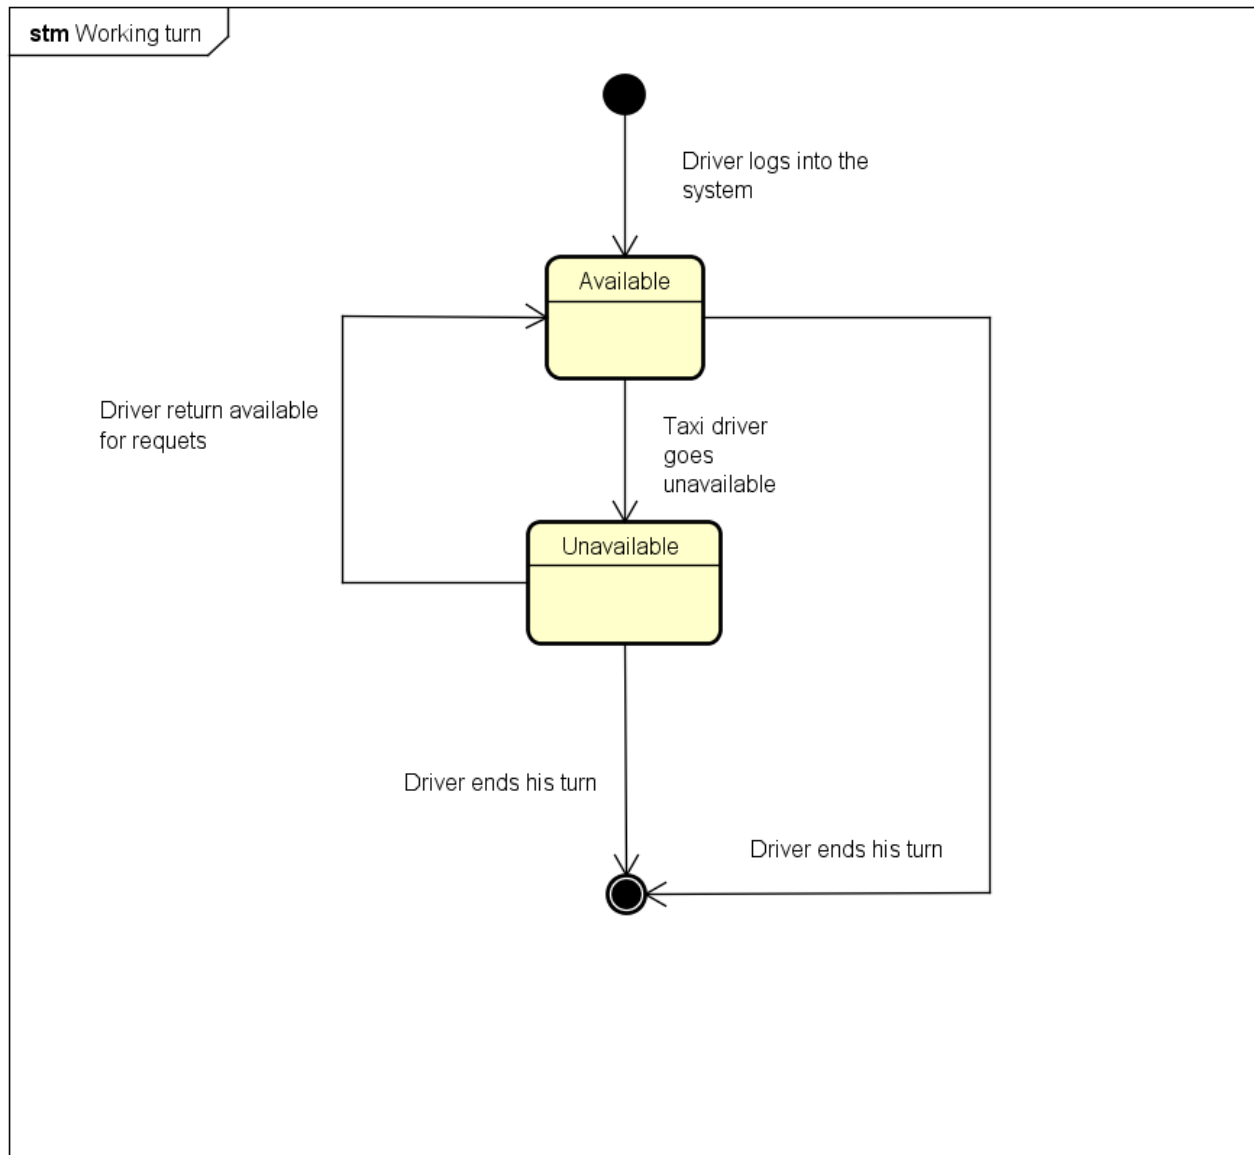 stm Working turn
Driver logs into the
system
Available
Driver return available
for requets
Taxi driver
goes
unavailable
Unavailable
Driver ends his turn
Driver ends his turn